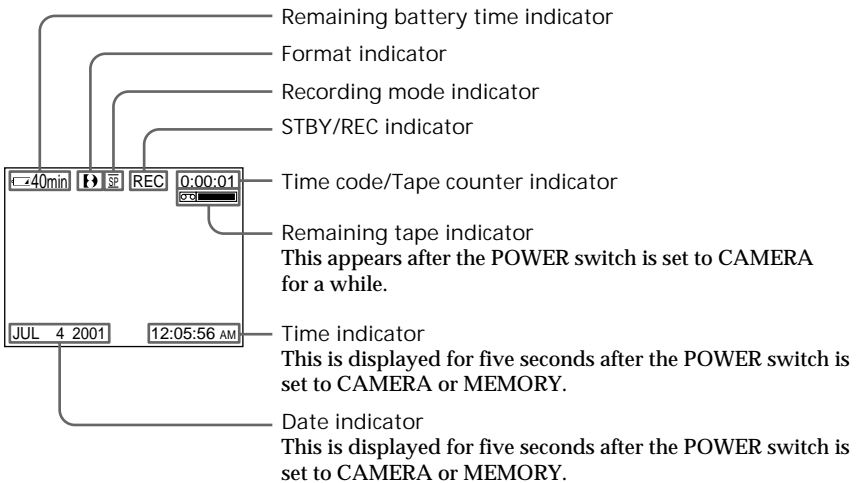 Remaining battery time indicator
Format indicator
Recording mode indicator
STBY/REC indicator
40min SP REC 0:00:01
Time code/Tape counter indicator
Remaining tape indicator
This appears after the POWER switch is set to CAMERA
for a while.
JUL 4 2001 12:05:56 AM
Time indicator
This is displayed for five seconds after the POWER switch is
set to CAMERA or MEMORY.
Date indicator
This is displayed for five seconds after the POWER switch is
set to CAMERA or MEMORY.